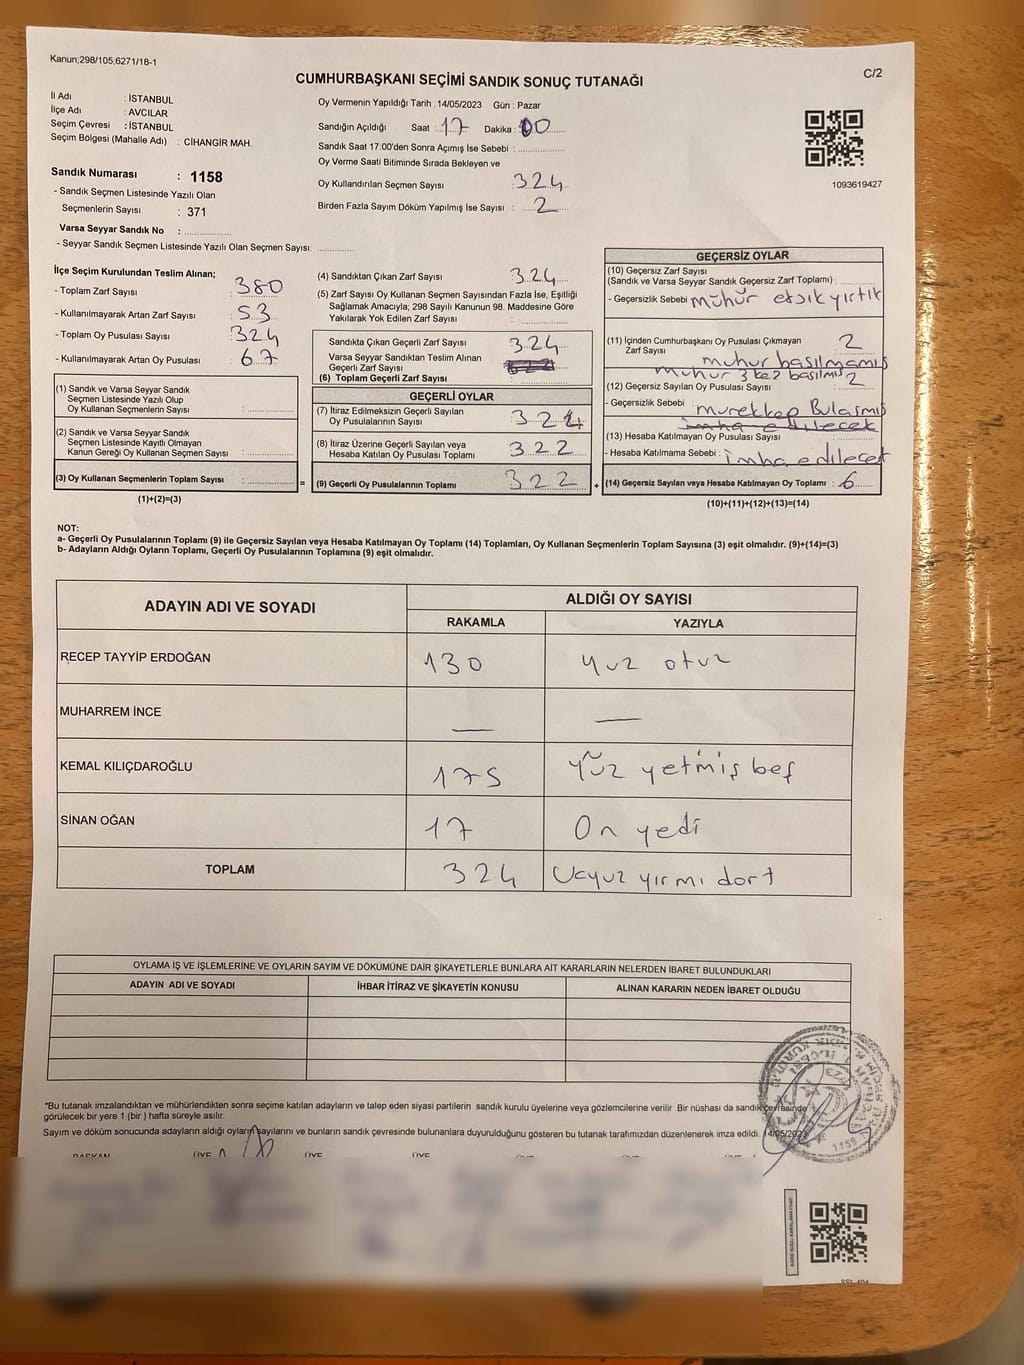 Kanun;298/105,6271/18-1
C/2
CUMHURBAŞKANI SEÇİMİ SANDIK SONUÇ TUTANAĞI
İl Adı : İSTANBUL
İlçe Adı : AVCILAR
Seçim Çevresi : İSTANBUL
Seçim Bölgesi (Mahalle Adı) : CİHANGİR MAH.
Sandık Numarası : 1158
- Sandık Seçmen Listesinde Yazılı Olan
Seçmenlerin Sayısı : 371
Varsa Seyyar Sandık No :
- Seyyar Sandık Seçmen Listesinde Yazılı Olan Seçmen Sayısı:
Oy Vermenin Yapıldığı Tarih : 14/05/2023 Gün : Pazar
Sandığın Açıldığı Saat : 17 Dakika : 00
Sandık Saat 17:00'den Sonra Açımış İse Sebebi :
Oy Verme Saati Bitiminde Sırada Bekleyen ve
Oy Kullandırılan Seçmen Sayısı : 324
Birden Fazla Sayım Döküm Yapılmış İse Sayısı : 2
1093619427
İlçe Seçim Kurulundan Teslim Alınan;
- Toplam Zarf Sayısı : 380
- Kullanılmayarak Artan Zarf Sayısı : 53
- Toplam Oy Pusulası Sayısı : 324
- Kullanılmayarak Artan Oy Pusulası : 67
(1) Sandık ve Varsa Seyyar Sandık
Seçmen Listesinde Yazılı Olup
Oy Kullanan Seçmenlerin Sayısı :
(2) Sandık ve Varsa Seyyar Sandık
Seçmen Listesinde Kayıtlı Olmayan
Kanun Gereği Oy Kullanan Seçmen Sayısı :
(3) Oy Kullanan Seçmenlerin Toplam Sayısı : =
(1)+(2)=(3)
(4) Sandıktan Çıkan Zarf Sayısı : 324
(5) Zarf Sayısı Oy Kullanan Seçmen Sayısından Fazla İse, Eşitliği
Sağlamak Amacıyla; 298 Sayılı Kanunun 98. Maddesine Göre
Yakılarak Yok Edilen Zarf Sayısı :
Sandıkta Çıkan Geçerli Zarf Sayısı : 324
Varsa Seyyar Sandıktan Teslim Alınan
Geçerli Zarf Sayısı
(6) Toplam Geçerli Zarf Sayısı :
GEÇERLİ OYLAR
(7) İtiraz Edilmeksizin Geçerli Sayılan
Oy Pusulasının Sayısı : 324
(8) İtiraz Üzerine Geçerli Sayılan veya
Hesaba Katılan Oy Pusulası Toplamı : 322
(9) Geçerli Oy Pusulalarının Toplamı : 322 +
GEÇERSİZ OYLAR
(10) Geçersiz Zarf Sayısı
(Sandık ve Varsa Seyyar Sandık Geçersiz Zarf Toplamı) :
- Geçersizlik Sebebi : mühür eksik yırtık
(11) İçinden Cumhurbaşkanı Oy Pusulası Çıkmayan
Zarf Sayısı : 2
muhur basılmamış
muhur 3 kez basılmış
(12) Geçersiz Sayılan Oy Pusulası Sayısı : 2
- Geçersizlik Sebebi : murekkep Bulasmış
imha edilecek
(13) Hesaba Katılmayan Oy Pusulası Sayısı :
- Hesaba Katılmama Sebebi : imha edilecek
(14) Geçersiz Sayılan veya Hesaba Katılmayan Oy Toplamı : 6
(10)+(11)+(12)+(13)=(14)
NOT:
a- Geçerli Oy Pusulalarının Toplamı (9) ile Geçersiz Sayılan veya Hesaba Katılmayan Oy Toplamı (14) Toplamları, Oy Kullanan Seçmenlerin Toplam Sayısına (3) eşit olmalıdır. (9)+(14)=(3)
b- Adayların Aldığı Oyların Toplamı, Geçerli Oy Pusulalarının Toplamına (9) eşit olmalıdır.
ADAYIN ADI VE SOYADI ALDIĞI OY SAYISI
RAKAMLA YAZIYLA
RECEP TAYYİP ERDOĞAN 130 yuz otuz
MUHARREM İNCE — —
KEMAL KILIÇDAROĞLU 175 Yüz yetmiş beş
SİNAN OĞAN 17 On yedi
TOPLAM 324 Ucyuz yırmı dort
OYLAMA İŞ VE İŞLEMLERİNE VE OYLARIN SAYIM VE DÖKÜMÜNE DAİR ŞİKAYETLERLE BUNLARA AİT KARARLARIN NELERDEN İBARET BULUNDUKLARI
ADAYIN ADI VE SOYADI İHBAR İTİRAZ VE ŞİKAYETİN KONUSU ALINAN KARARIN NEDEN İBARET OLDUĞU
*Bu tutanak imzalandıktan ve mühürlendikten sonra seçime katılan adayların ve talep eden siyasi partilerin sandık kurulu üyelerine veya gözlemcilerine verilir .Bir nüshası da sandık çevresinde
görülecek bir yere 1 (bir ) hafta süreyle asılır.
Sayım ve döküm sonucunda adayların aldığı oyların sayılarını ve bunların sandık çevresinde bulunanlara duyurulduğunu gösteren bu tutanak tarafımızdan düzenlenerek imza edildi. 14/05/2023
BAŞKAN ÜYE ÜYE ÜYE